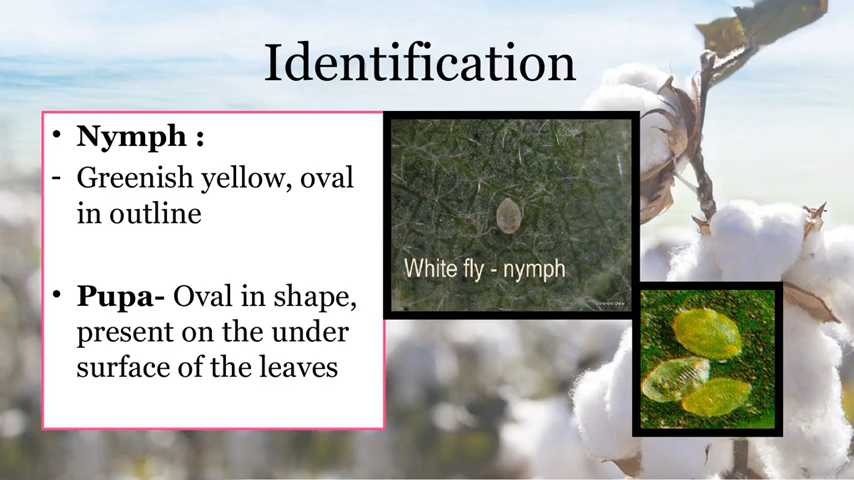 Identification
• Nymph :
- Greenish yellow, oval
in outline
• Pupa- Oval in shape,
present on the under
surface of the leaves
White fly - nymph